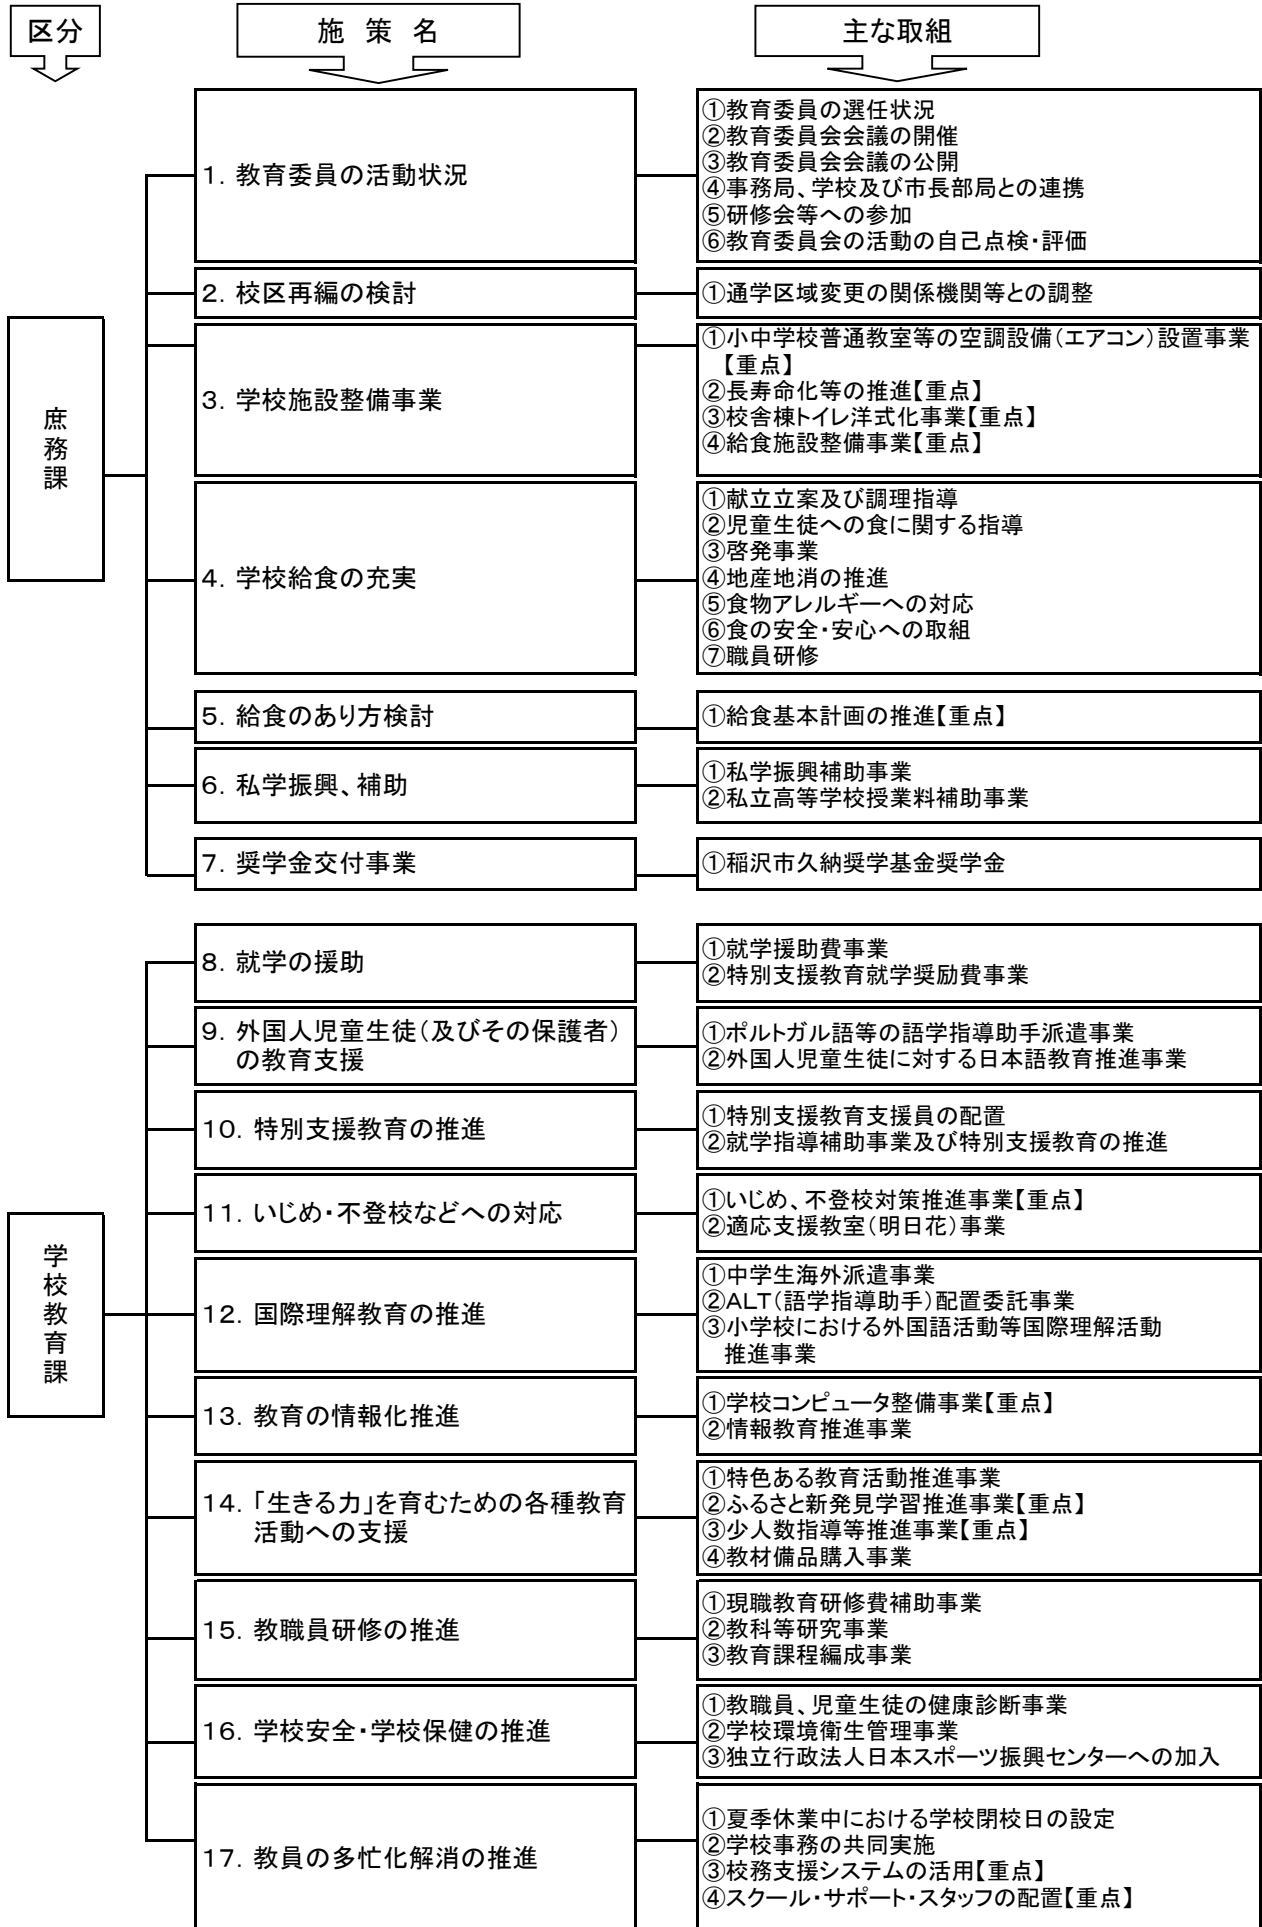 区分
施 策 名
主な取組
庶務課
1．教育委員の活動状況
①教育委員の選任状況
②教育委員会会議の開催
③教育委員会会議の公開
④事務局、学校及び市長部局との連携
⑤研修会等への参加
⑥教育委員会の活動の自己点検・評価
2．校区再編の検討
①通学区域変更の関係機関等との調整
3．学校施設整備事業
①小中学校普通教室等の空調設備（エアコン）設置事業
【重点】
②長寿命化等の推進【重点】
③校舎棟トイレ洋式化事業【重点】
④給食施設整備事業【重点】
4．学校給食の充実
①献立立案及び調理指導
②児童生徒への食に関する指導
③啓発事業
④地産地消の推進
⑤食物アレルギーへの対応
⑥食の安全・安心への取組
⑦職員研修
5．給食のあり方検討
①給食基本計画の推進【重点】
6．私学振興、補助
①私学振興補助事業
②私立高等学校授業料補助事業
7．奨学金交付事業
①稲沢市久納奨学基金奨学金
学校教育課
8．就学の援助
①就学援助費事業
②特別支援教育就学奨励費事業
9．外国人児童生徒（及びその保護者）
の教育支援
①ポルトガル語等の語学指導助手派遣事業
②外国人児童生徒に対する日本語教育推進事業
10．特別支援教育の推進
①特別支援教育支援員の配置
②就学指導補助事業及び特別支援教育の推進
11．いじめ・不登校などへの対応
①いじめ、不登校対策推進事業【重点】
②適応支援教室（明日花）事業
12．国際理解教育の推進
①中学生海外派遣事業
②ALT（語学指導助手）配置委託事業
③小学校における外国語活動等国際理解活動
推進事業
13．教育の情報化推進
①学校コンピュータ整備事業【重点】
②情報教育推進事業
14．「生きる力」を育むための各種教育
活動への支援
①特色ある教育活動推進事業
②ふるさと新発見学習推進事業【重点】
③少人数指導等推進事業【重点】
④教材備品購入事業
15．教職員研修の推進
①現職教育研修費補助事業
②教科等研究事業
③教育課程編成事業
16．学校安全・学校保健の推進
①教職員、児童生徒の健康診断事業
②学校環境衛生管理事業
③独立行政法人日本スポーツ振興センターへの加入
17．教員の多忙化解消の推進
①夏季休業中における学校閉校日の設定
②学校事務の共同実施
③校務支援システムの活用【重点】
④スクール・サポート・スタッフの配置【重点】